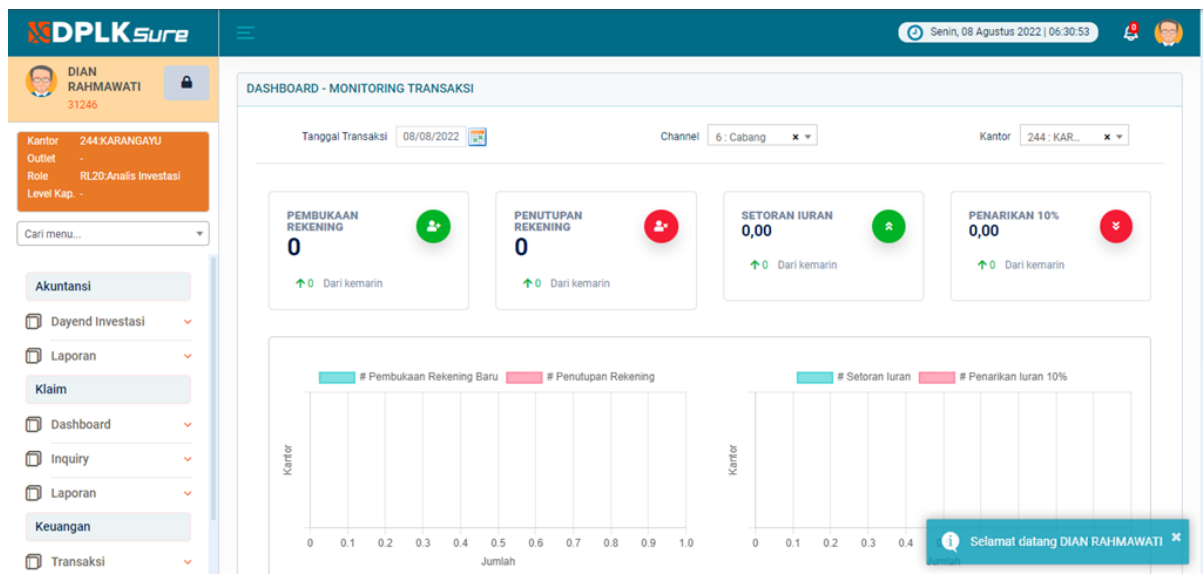 DPLK Sure
Senin, 08 Agustus 2022 | 06:30:53
DIAN
RAHMAWATI
31246
Kantor 244:KARANGAYU
Outlet -
Role RL20:Analis Investasi
Level Kap. -
Cari menu...
Akuntansi
Dayend Investasi
Laporan
Klaim
Dashboard
Inquiry
Laporan
Keuangan
Transaksi
DASHBOARD - MONITORING TRANSAKSI
Tanggal Transaksi 08/08/2022
Channel 6 : Cabang x
Kantor 244 : KAR... x
PEMBUKAAN
REKENING
0
0 Dari kemarin
PENUTUPAN
REKENING
0
0 Dari kemarin
SETORAN IURAN
0,00
0 Dari kemarin
PENARIKAN 10%
0,00
0 Dari kemarin
# Pembukaan Rekening Baru # Penutupan Rekening
Kantor
0 0.1 0.2 0.3 0.4 0.5 0.6 0.7 0.8 0.9 1.0
Jumlah
# Setoran Iuran # Penarikan Iuran 10%
Kantor
0 0.1 0.2 0.3 0.4
Jumlah
Selamat datang DIAN RAHMAWATI ×